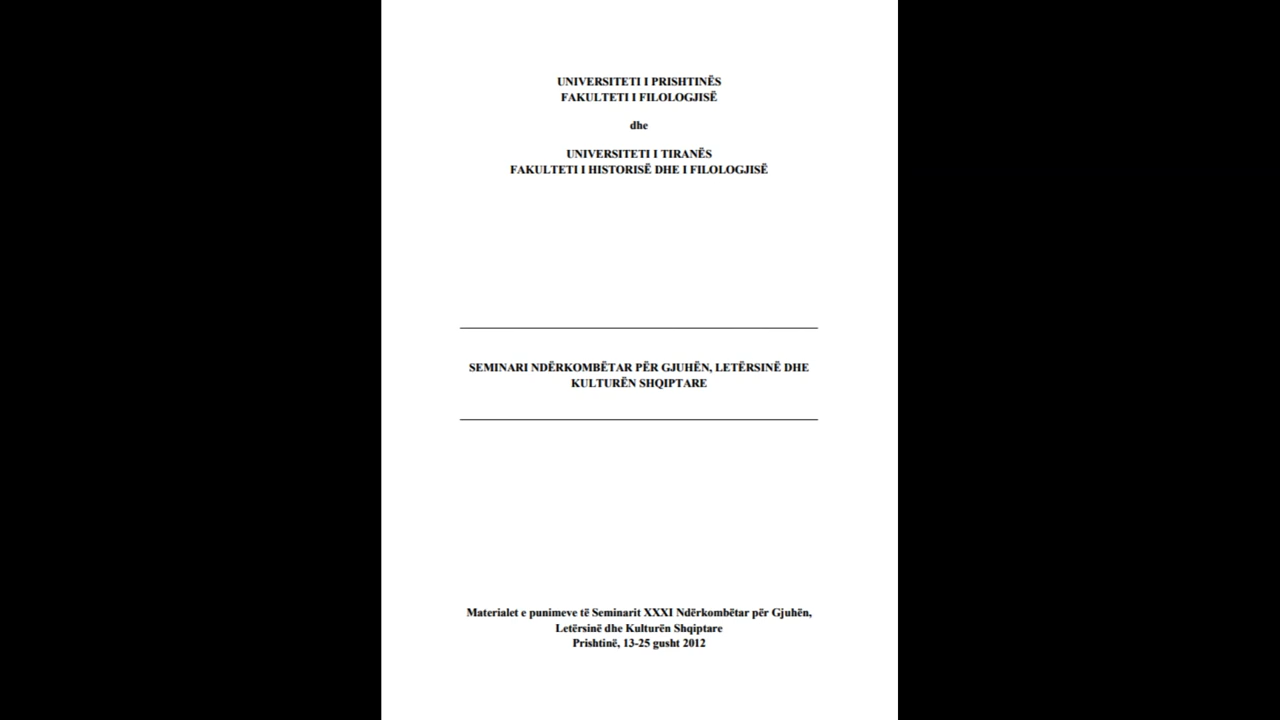 UNIVERSITETI I PRISHTINËS
FAKULTETI I FILOLOGJISË
dhe
UNIVERSITETI I TIRANËS
FAKULTETI I HISTORISË DHE I FILOLOGJISË
SEMINARI NDËRKOMBËTAR PËR GJUHËN, LETËRSINË DHE
KULTURËN SHQIPTARE
Materialet e punimeve të Seminarit XXXI Ndërkombëtar për Gjuhën,
Letërsinë dhe Kulturën Shqiptare
Prishtinë, 13-25 gusht 2012